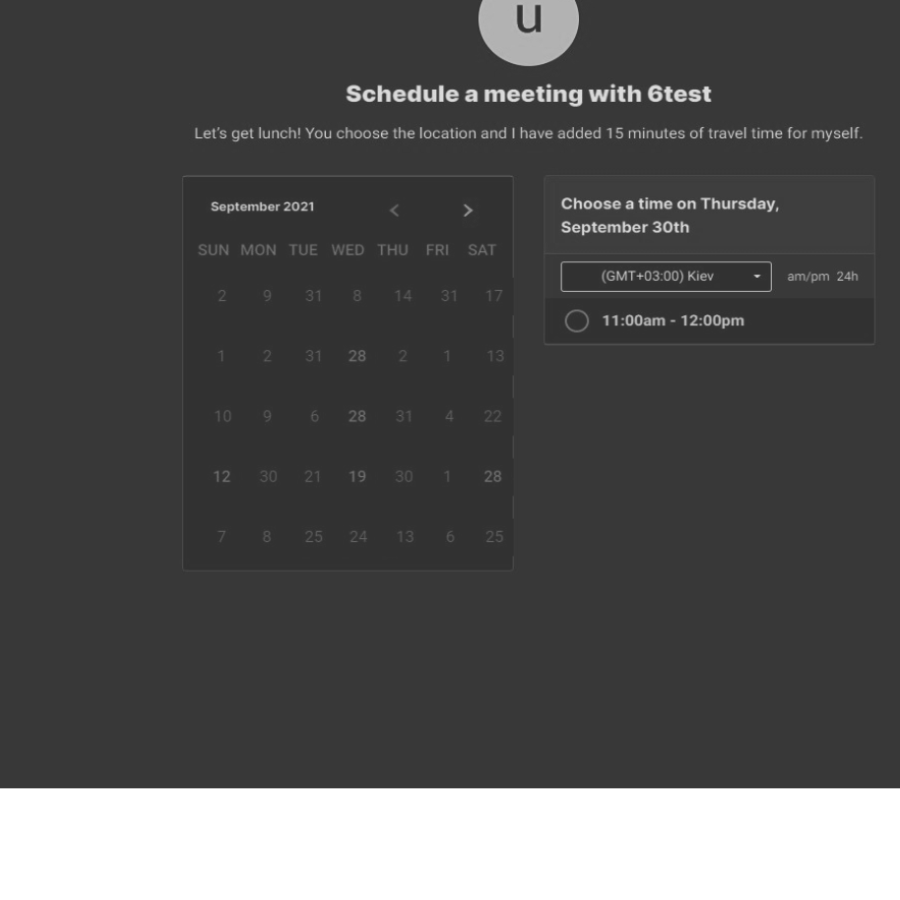 u
Schedule a meeting with 6test
Let's get lunch! You choose the location and I have added 15 minutes of travel time for myself.
September 2021 < >
SUN MON TUE WED THU FRI SAT
2 9 31 8 14 31 17
1 2 31 28 2 1 13
10 9 6 28 31 4 22
12 30 21 19 30 1 28
7 8 25 24 13 6 25
Choose a time on Thursday,
September 30th
(GMT+03:00) Kiev am/pm 24h
11:00am - 12:00pm